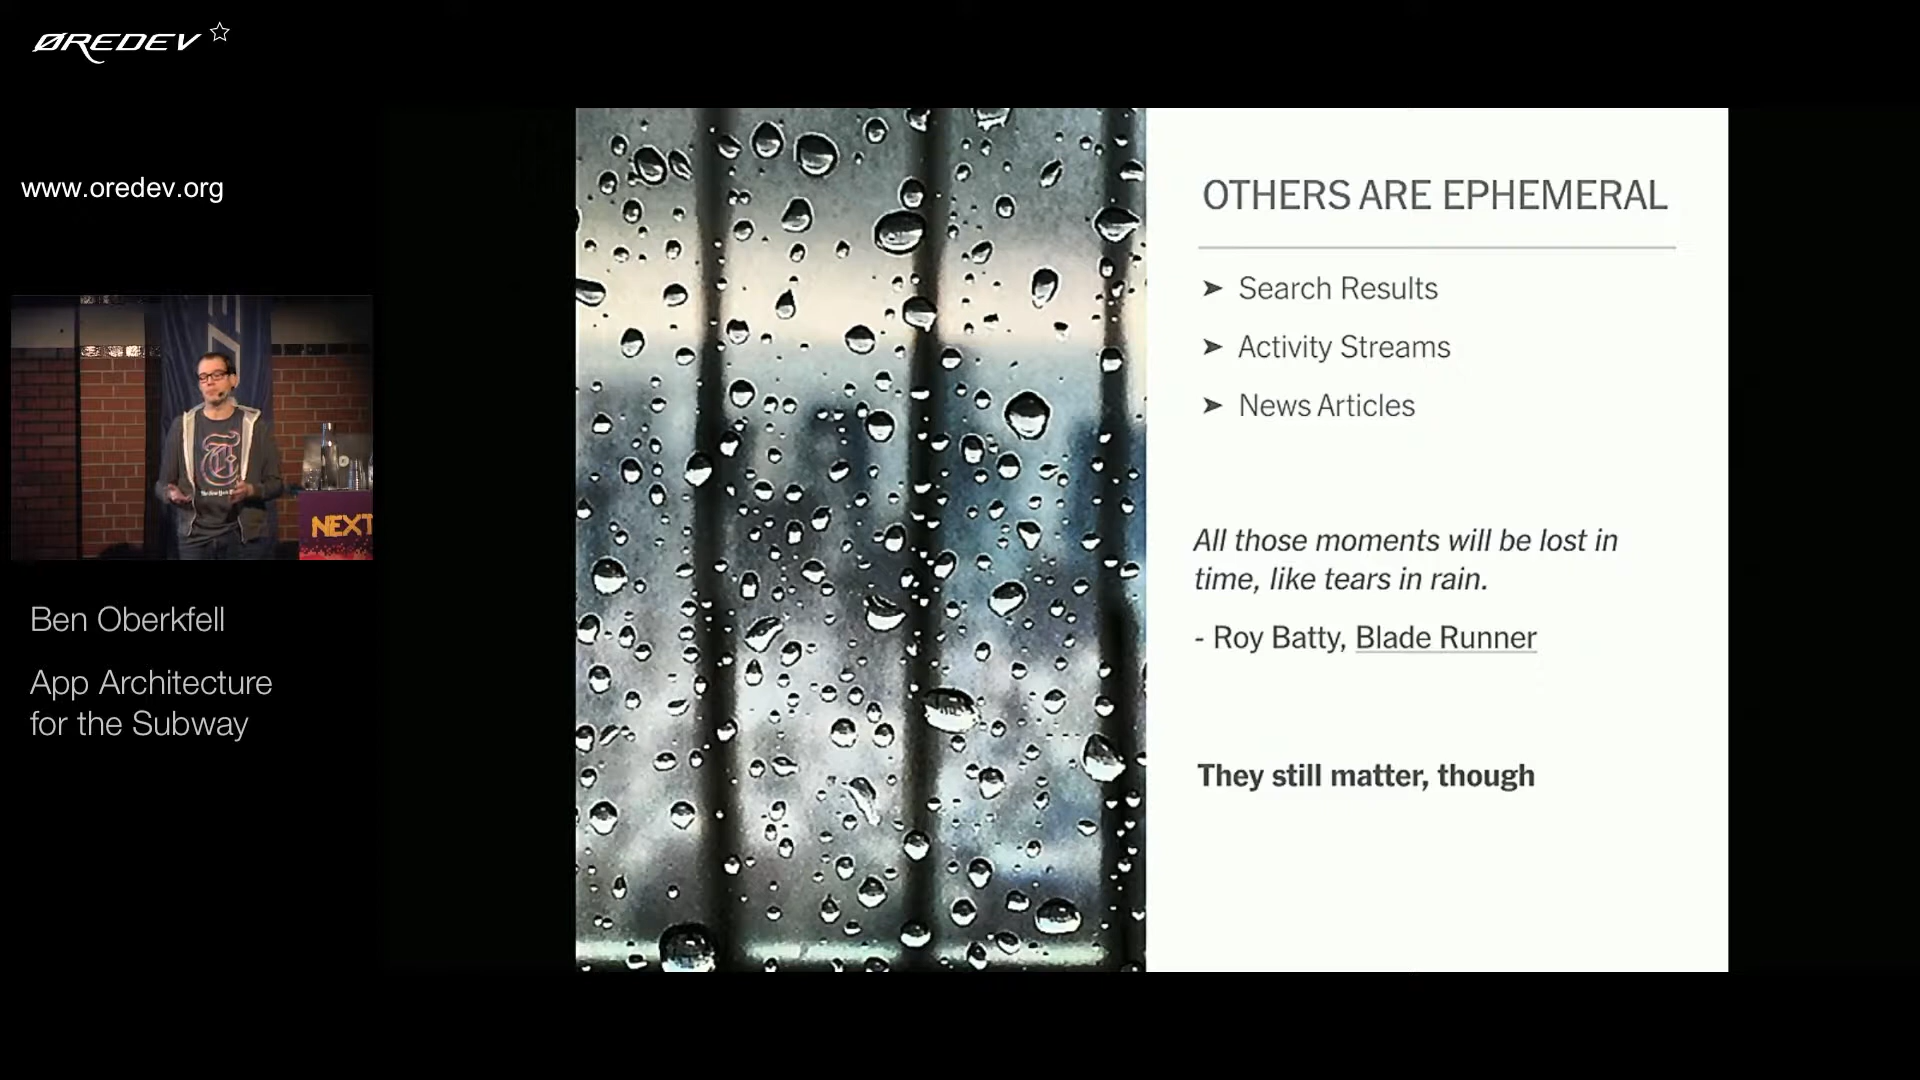 ØREDEV
www.oredev.org
NEXT
Ben Oberkfell
App Architecture
for the Subway
OTHERS ARE EPHEMERAL
➤ Search Results
➤ Activity Streams
➤ News Articles
All those moments will be lost in
time, like tears in rain.
- Roy Batty, Blade Runner
They still matter, though